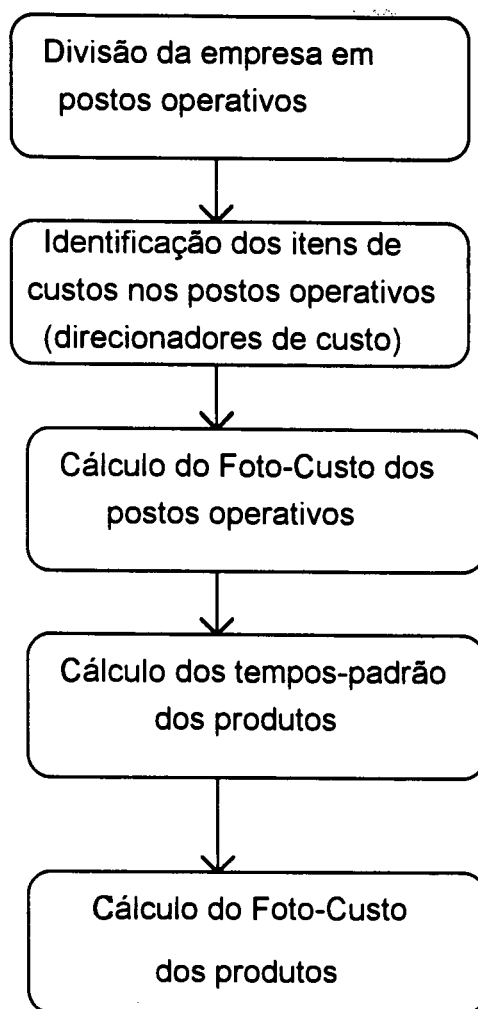 Divisão da empresa em
postos operativos
Identificação dos itens de
custos nos postos operativos
(direcionadores de custo)
Cálculo do Foto-Custo dos
postos operativos
Cálculo dos tempos-padrão
dos produtos
Cálculo do Foto-Custo
dos produtos